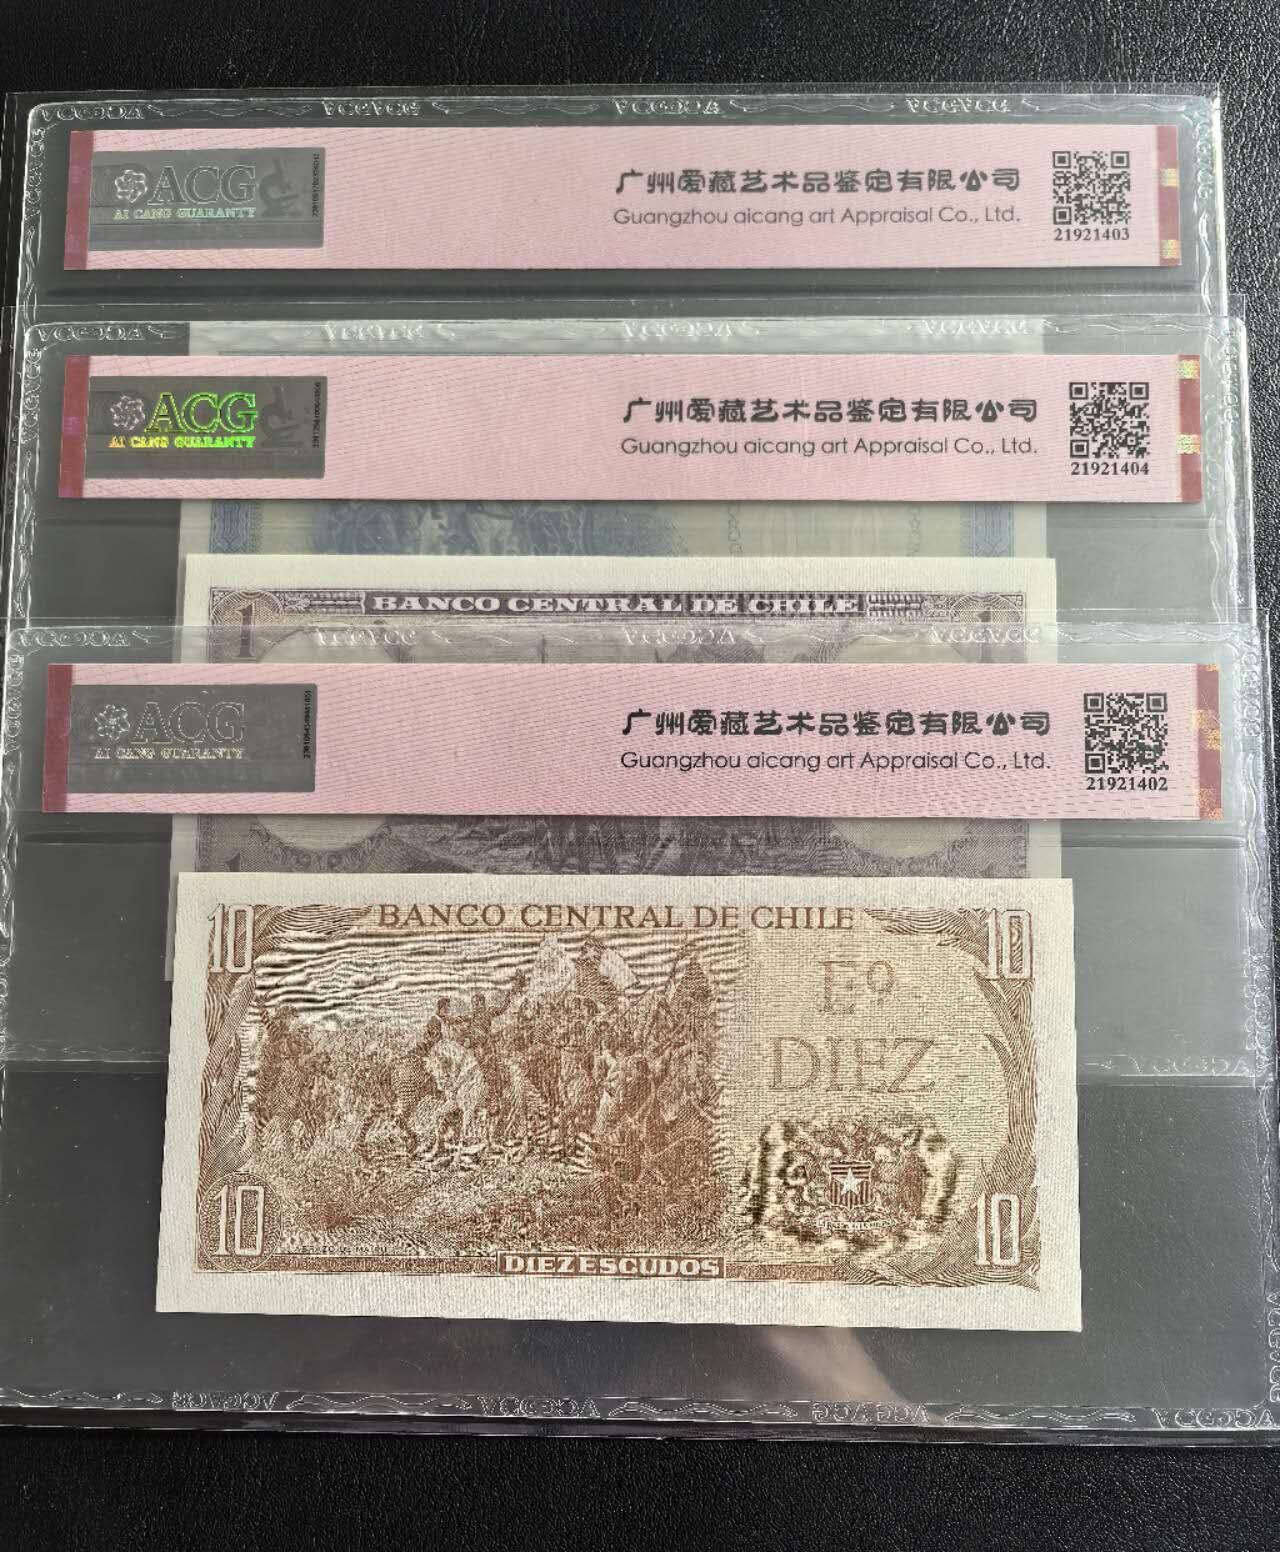 ACG
AI CANG GUARANTY
广州爱藏艺术品鉴定有限公司
Guangzhou aicang art Appraisal Co., Ltd.
21921403
ACG
AI CANG GUARANTY
广州爱藏艺术品鉴定有限公司
Guangzhou aicang art Appraisal Co., Ltd.
21921404
1 BANCO CENTRAL DE CHILE 1
ACG
AI CANG GUARANTY
广州爱藏艺术品鉴定有限公司
Guangzhou aicang art Appraisal Co., Ltd.
21921402
10 BANCO CENTRAL DE CHILE 10
Eº
DIEZ
10 10
DIEZ ESCUDOS